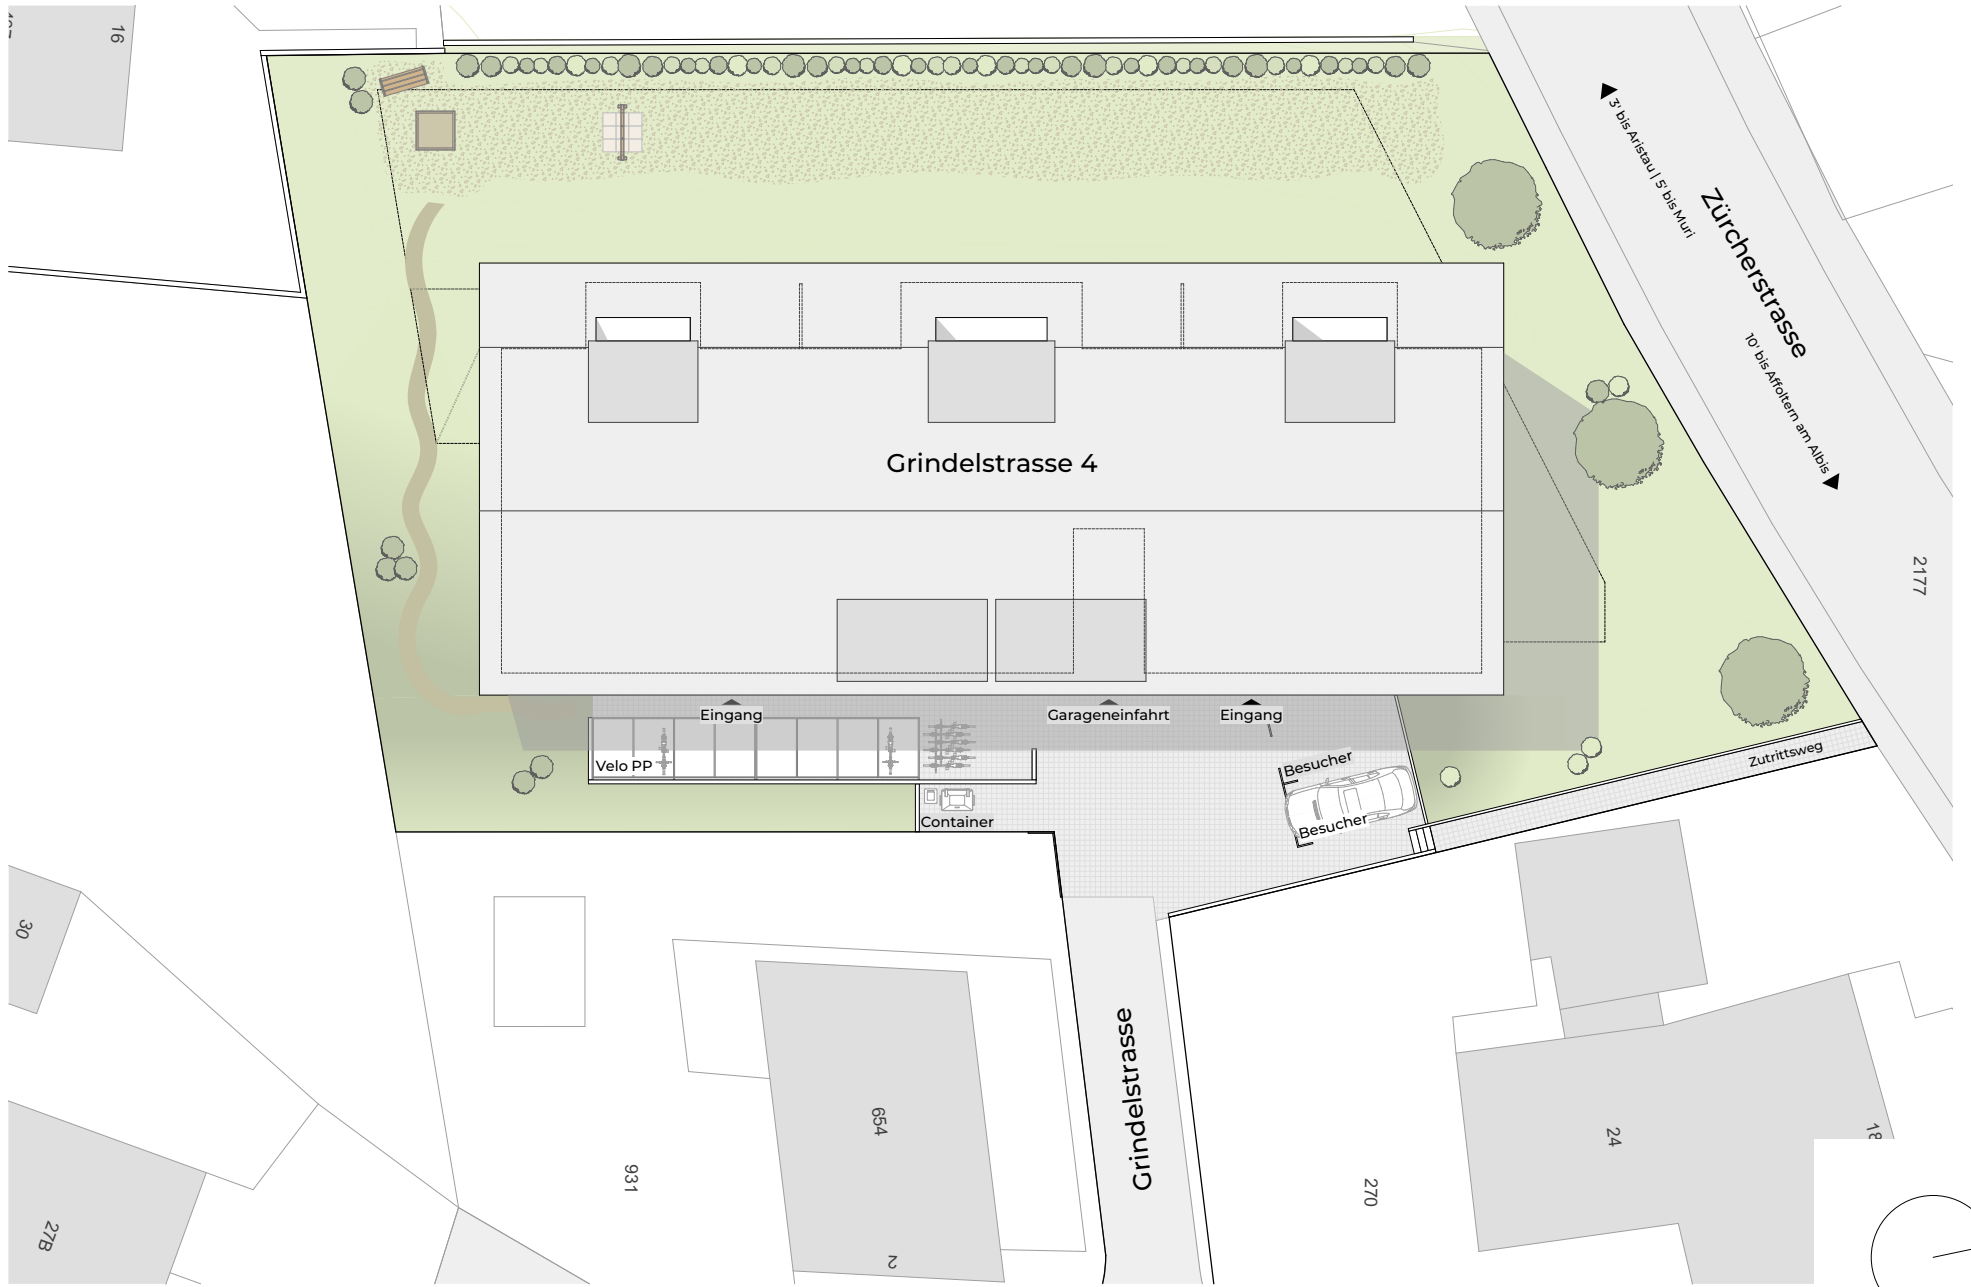 16
3' bis Aristau | 5' bis Muri
Zürcherstrasse
10' bis Affoltern am Albis
Grindelstrasse 4
2177
Eingang
Garageneinfahrt
Eingang
Velo PP
Besucher
Zutrittsweg
Container
Besucher
30
Grindelstrasse
654
24
18
931
270
27B
2